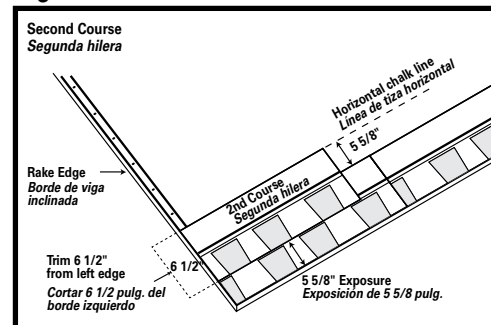 Second Course
Segunda hilera
Horizontal chalk line
Línea de tiza horizontal
5 5/8"
Rake Edge
Borde de viga
inclinada
2nd Course
Segunda hilera
Trim 6 1/2"
from left edge
6 1/2"
Cortar 6 1/2 pulg. del
borde izquierdo
5 5/8" Exposure
Exposición de 5 5/8 pulg.